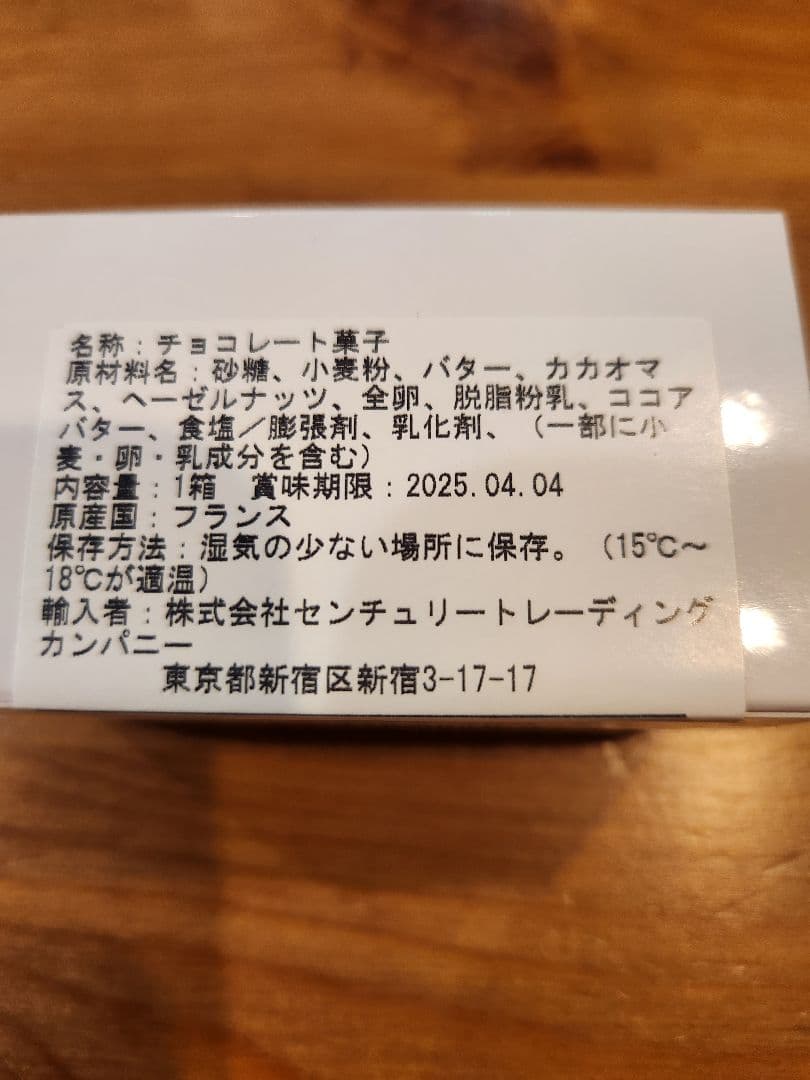 名称：チョコレート菓子
原材料名：砂糖、小麦粉、バター、カカオマ
ス、ヘーゼルナッツ、全卵、脱脂粉乳、ココア
バター、食塩／膨張剤、乳化剤、（一部に小
麦・卵・乳成分を含む）
内容量：1箱　賞味期限：2025.04.04
原産国：フランス
保存方法：湿気の少ない場所に保存。（15℃～
18℃が適温）
輸入者：株式会社センチュリートレーディング
カンパニー
東京都新宿区新宿3-17-17